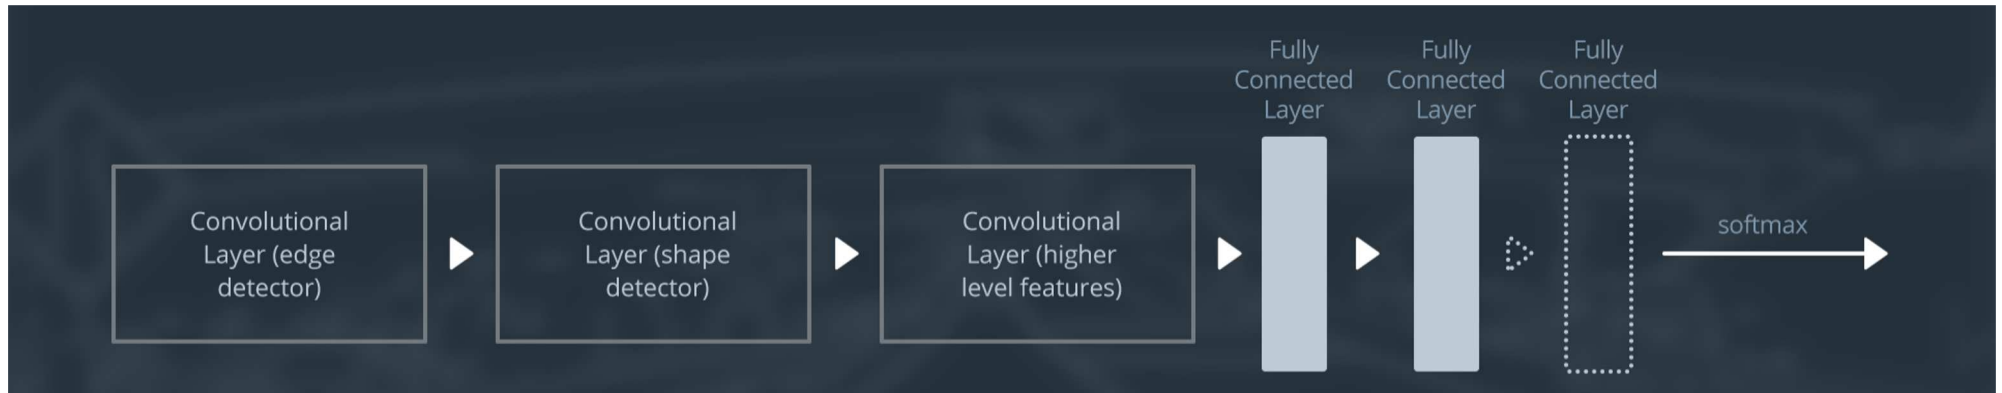 Convolutional
Layer (edge
detector)
Convolutional
Layer (shape
detector)
Convolutional
Layer (higher
level features)
Fully
Connected
Layer
Fully
Connected
Layer
Fully
Connected
Layer
softmax